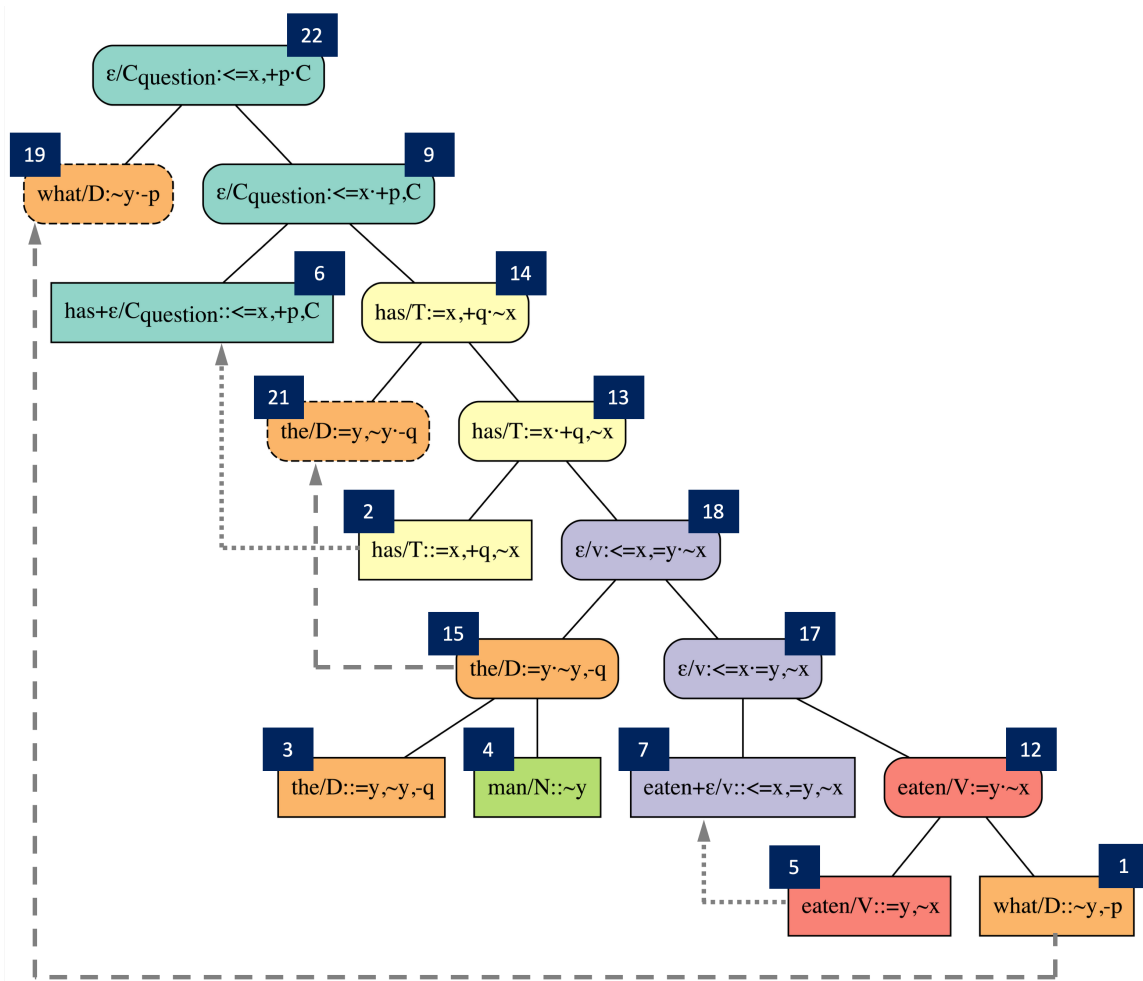 22
ε/Cquestion:<=x,+p·C
19
what/D:~y·-p
9
ε/Cquestion:<=x·+p,C
6
has+ε/Cquestion::<=x,+p,C
14
has/T:=x,+q·~x
21
the/D:=y,~y·-q
13
has/T:=x·+q,~x
2
has/T::=x,+q,~x
18
ε/v:<=x,=y·~x
15
the/D:=y·~y,-q
17
ε/v:<=x·=y,~x
3
the/D::=y,~y,-q
4
man/N::~y
7
eaten+ε/v::<=x,=y,~x
12
eaten/V:=y·~x
5
eaten/V::=y,~x
1
what/D::~y,-p